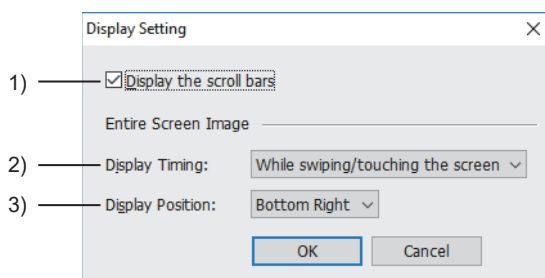 Display Setting
1) Display the scroll bars
Entire Screen Image
2) Display Timing: While swiping/touching the screen
3) Display Position: Bottom Right
OK Cancel